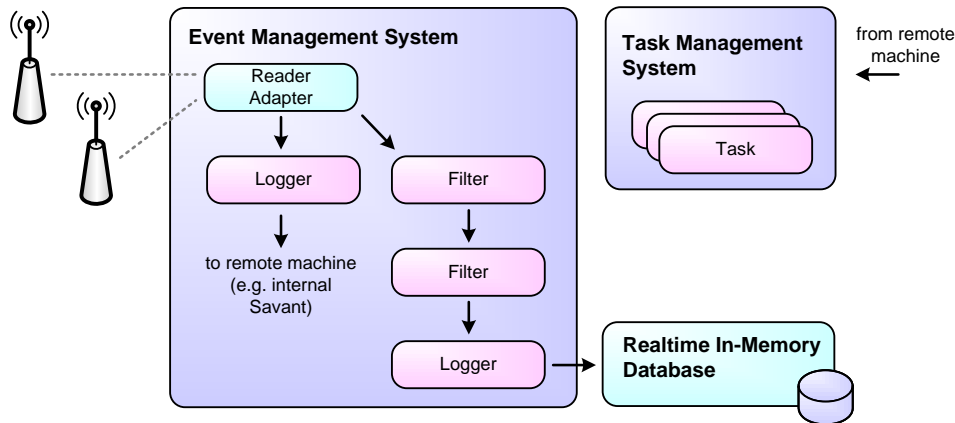 Event Management System
Reader
Adapter
Logger
Filter
to remote machine
(e.g. internal
Savant)
Filter
Logger
Task Management
System
Task
from remote
machine
Realtime In-Memory
Database